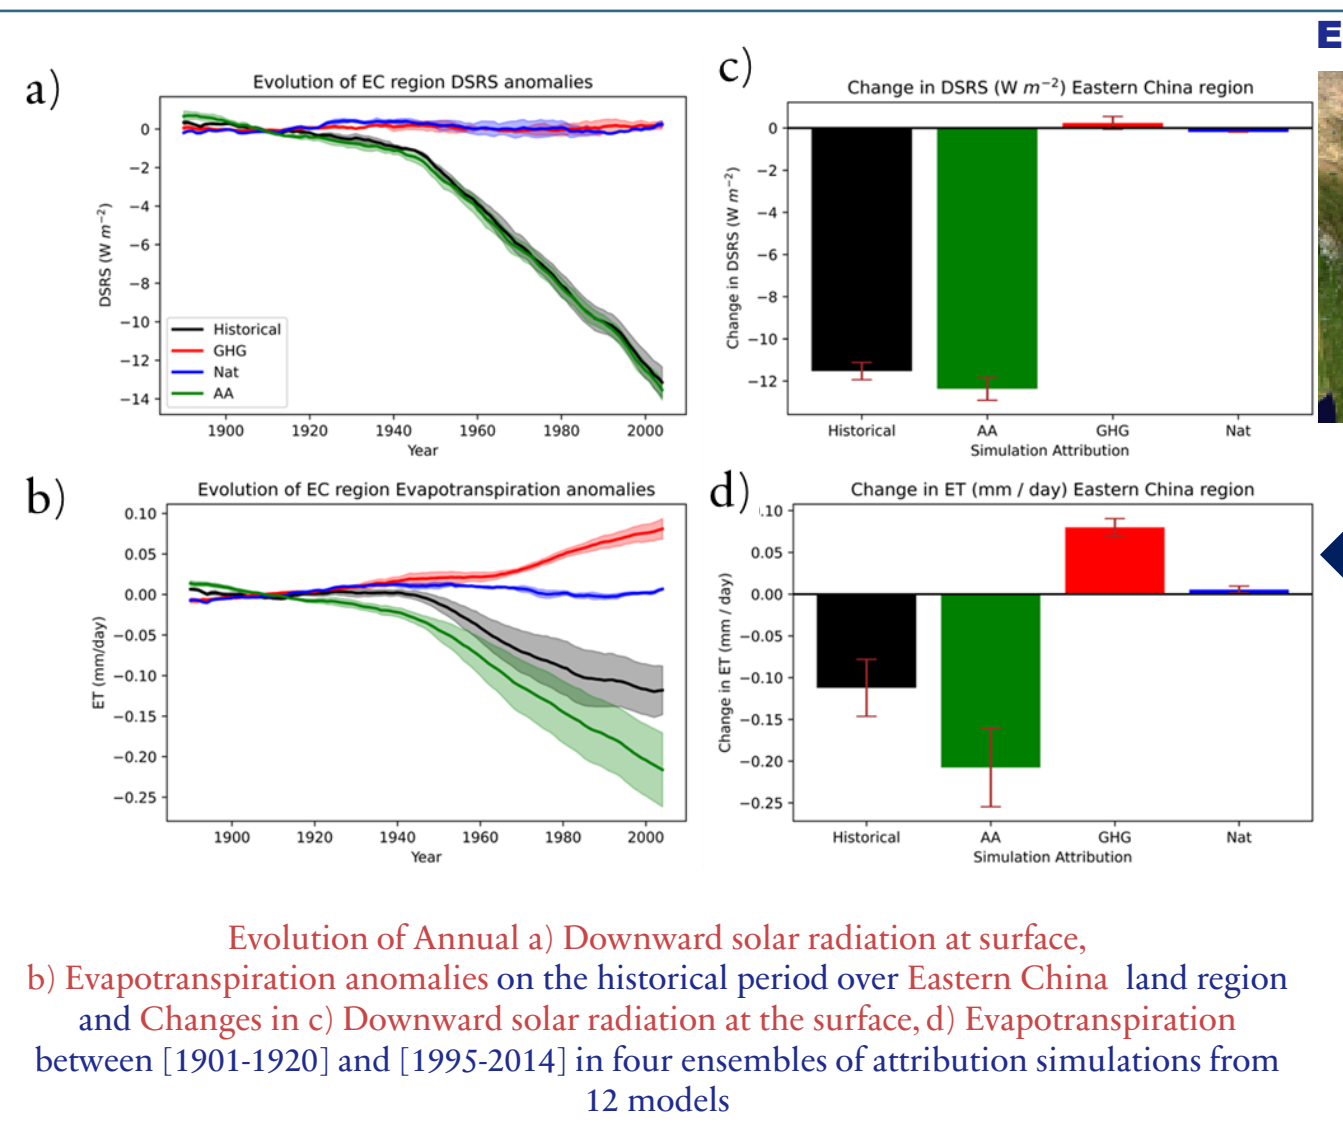 E
a)
Evolution of EC region DSRS anomalies
DSRS (W m⁻²)
0
−2
−4
−6
−8
−10
−12
−14
Historical
GHG
Nat
AA
1900 1920 1940 1960 1980 2000
Year
c)
Change in DSRS (W m⁻²) Eastern China region
Change in DSRS (W m⁻²)
0
−2
−4
−6
−8
−10
−12
Historical AA GHG Nat
Simulation Attribution
b)
Evolution of EC region Evapotranspiration anomalies
ET (mm/day)
0.10
0.05
0.00
−0.05
−0.10
−0.15
−0.20
−0.25
1900 1920 1940 1960 1980 2000
Year
d)
Change in ET (mm / day) Eastern China region
Change in ET (mm / day)
.10
0.05
0.00
−0.05
−0.10
−0.15
−0.20
−0.25
Historical AA GHG Nat
Simulation Attribution
Evolution of Annual a) Downward solar radiation at surface,
b) Evapotranspiration anomalies on the historical period over Eastern China land region
and Changes in c) Downward solar radiation at the surface, d) Evapotranspiration
between [1901-1920] and [1995-2014] in four ensembles of attribution simulations from
12 models